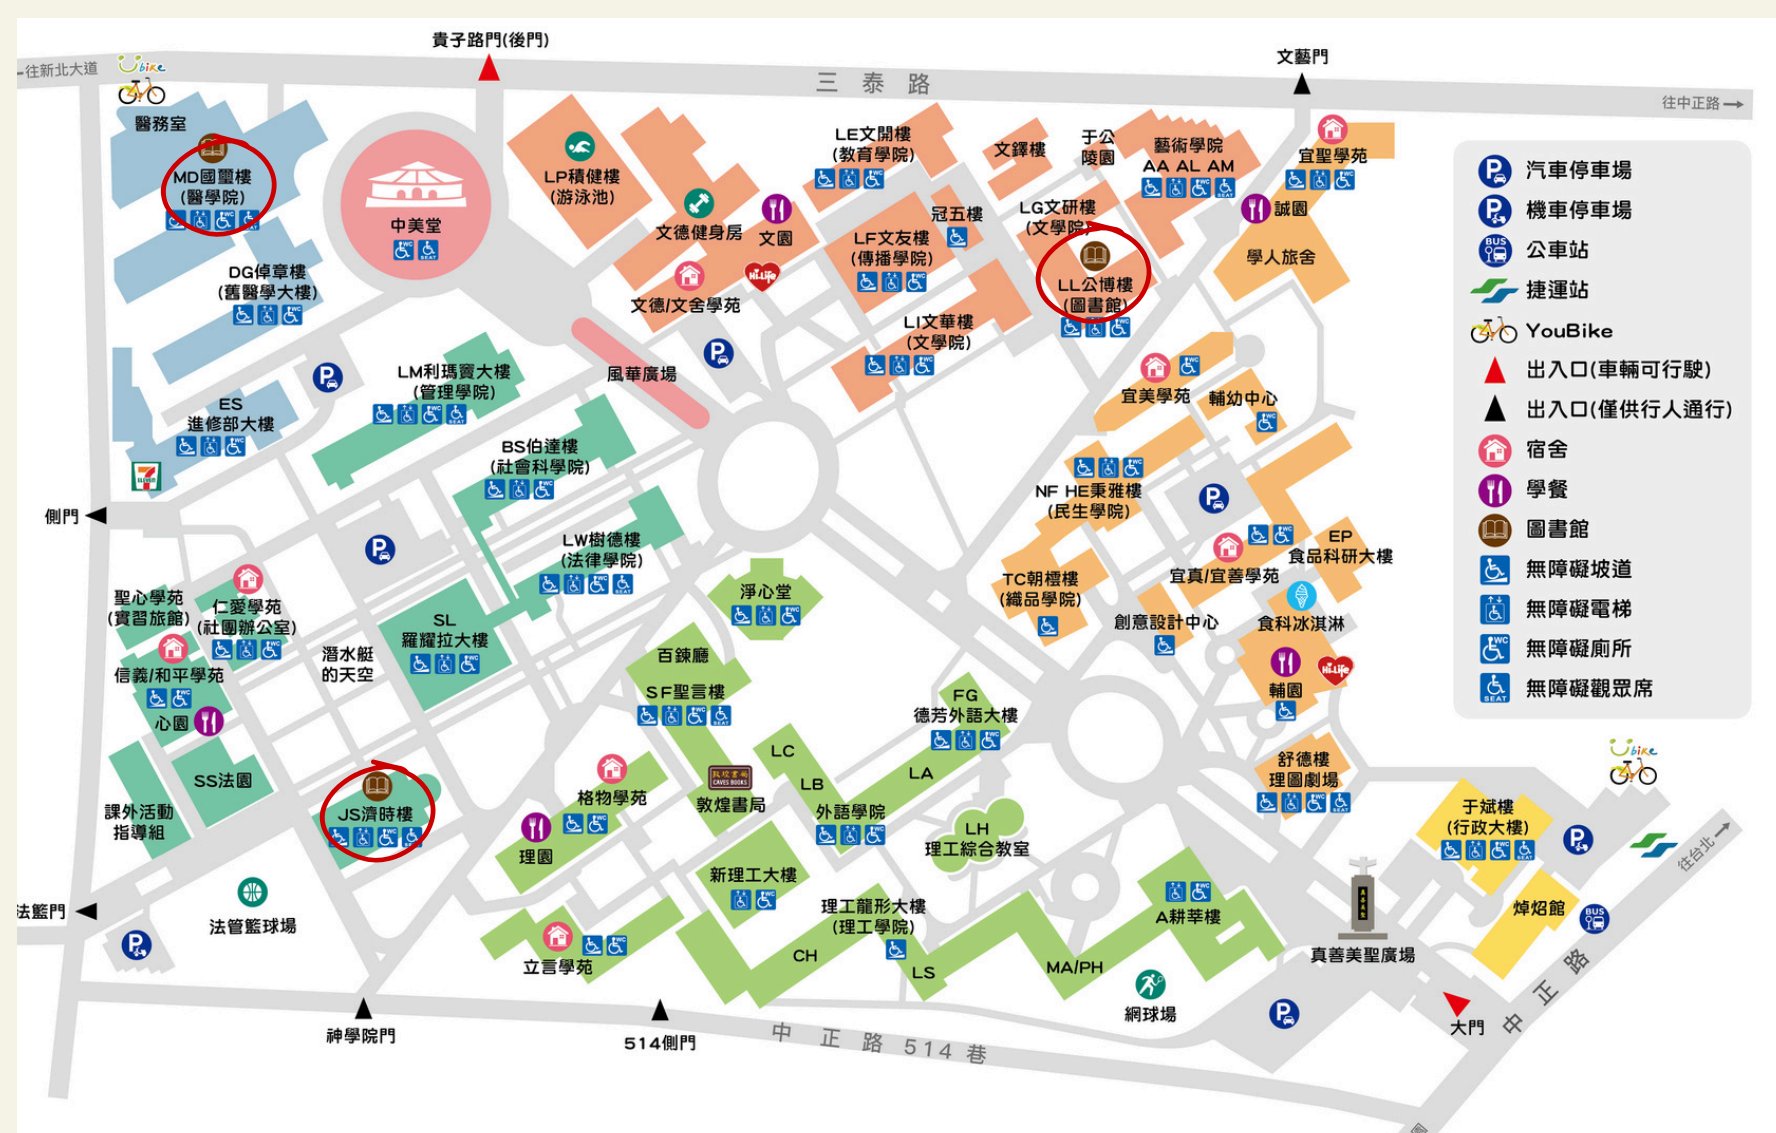 貴子路門(後門)
文藝門
←往新北大道
Ubike
三泰路
往中正路→
醫務室
MD國璽樓
(醫學院)
中美堂
LP積健樓
(游泳池)
文德健身房
文園
LE文開樓
(教育學院)
文鐸樓
于公
陵園
藝術學院
AA AL AM
宜聖學苑
誠園
學人旅舍
冠五樓
LG文研樓
(文學院)
LF文友樓
(傳播學院)
LL公博樓
(圖書館)
DG倬章樓
(舊醫學大樓)
文德/文舍學苑
Hi-Life
LI文華樓
(文學院)
風華廣場
LM利瑪竇大樓
(管理學院)
ES
進修部大樓
7
ELEVEN
宜美學苑
輔幼中心
BS伯達樓
(社會科學院)
NF HE秉雅樓
(民生學院)
側門
LW樹德樓
(法律學院)
EP
食品科研大樓
宜真/宜善學苑
TC朝橒樓
(織品學院)
創意設計中心
食科冰淇淋
淨心堂
聖心學苑
(實習旅館)
仁愛學苑
(社團辦公室)
SL
羅耀拉大樓
潛水艇
的天空
信義/和平學苑
心園
百鍊廳
SF聖言樓
輔園
Hi-Life
FG
德芳外語大樓
LC
LB
LA
外語學院
敦煌書局
CAVES BOOKS
敦煌書局
格物學苑
理園
SS法園
課外活動
指導組
JS濟時樓
舒德樓
理圖劇場
Ubike
于斌樓
(行政大樓)
往台北→
LH
理工綜合教室
新理工大樓
理工龍形大樓
(理工學院)
A耕莘樓
焯炤館
真善美聖廣場
法籃門
法管籃球場
立言學苑
CH
LS
MA/PH
網球場
大門
中正路
神學院門
514側門
中正路514巷
汽車停車場
機車停車場
BUS
公車站
捷運站
YouBike
出入口(車輛可行駛)
出入口(僅供行人通行)
宿舍
學餐
圖書館
無障礙坡道
無障礙電梯
WC
無障礙廁所
SEAT
無障礙觀眾席